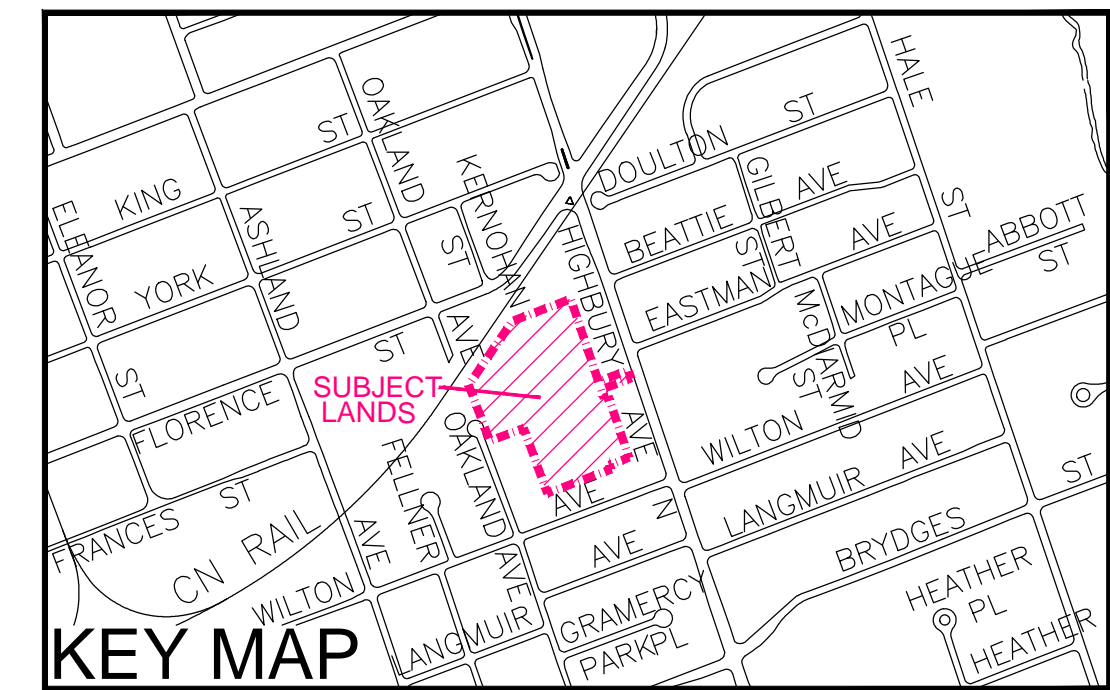 HALE
ST
OAKLAND
ST
DOULTON
ST
KERNOHAN
AVE
KING
ST
GILBERT
ST
AVE
BEATTIE
AVE
ABBOTT
ST
ELEANOR
ST
ASHLAND
AVE
YORK
ST
HIGHBURY
AVE
N
EASTMAN
AVE
MONTAGUE
PL
McDIARMID
ST
SUBJECT
LANDS
FLORENCE
ST
OAKLAND
AVE
FELLNER
AVE
WILTON
AVE
LANGMUIR
AVE
ST
FRANCES
ST
CN RAIL
BRYDGES
WILTON
AVE
HEATHER
PL
GRAMERCY
PARKPL
LANGMUIR
AVE
HEATHER
KEY MAP